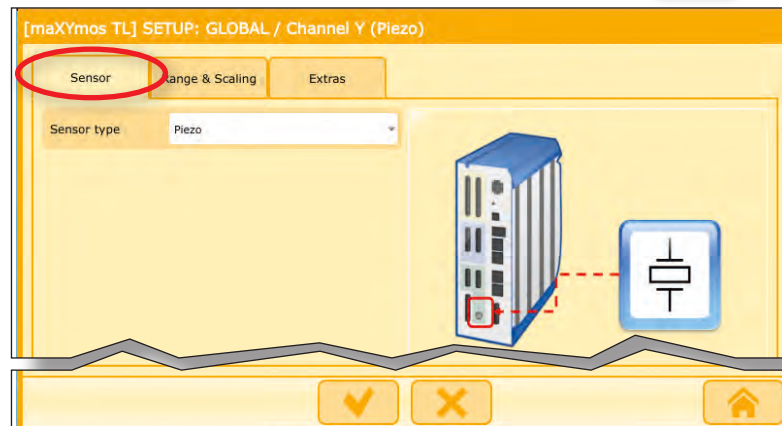 [maXYmos TL] SETUP: GLOBAL / Channel Y (Piezo)
Sensor
Range & Scaling
Extras
Sensor type
Piezo